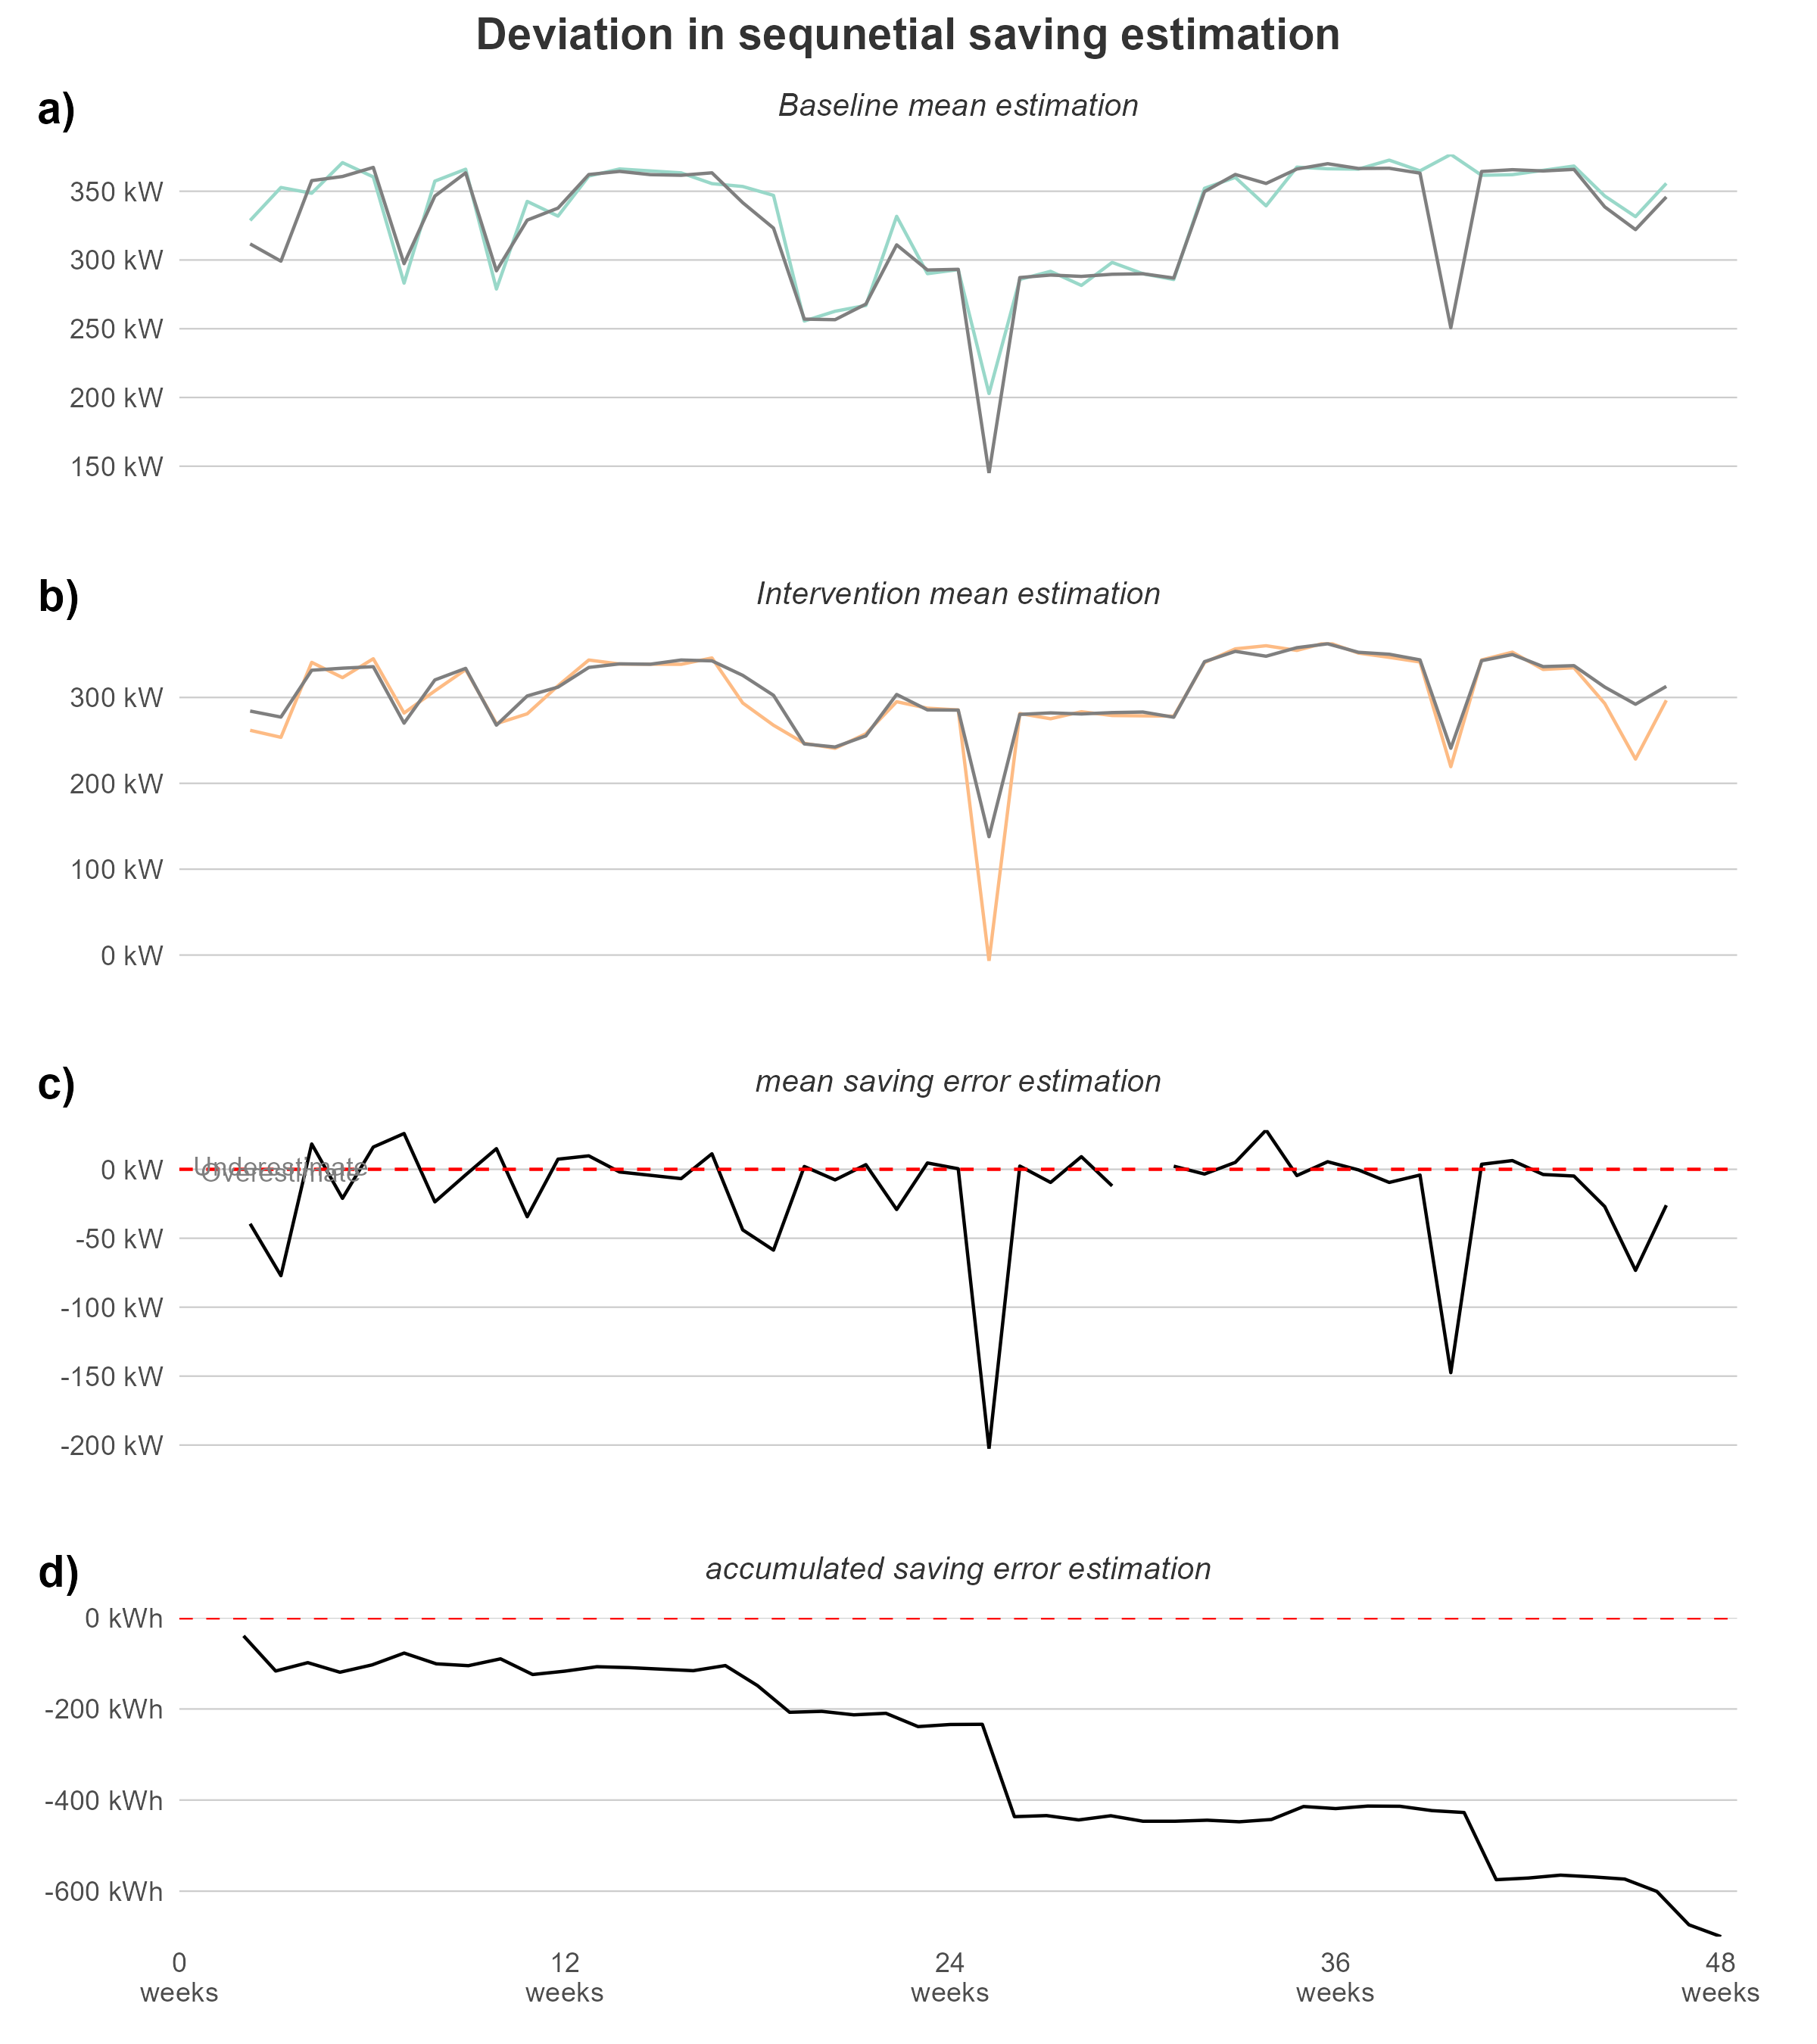 Deviation in sequnetial saving estimation
a)
Baseline mean estimation
350 kW
300 kW
250 kW
200 kW
150 kW
b)
Intervention mean estimation
300 kW
200 kW
100 kW
0 kW
c)
mean saving error estimation
Underestimate
0 kW
Overestimate
-50 kW
-100 kW
-150 kW
-200 kW
d)
accumulated saving error estimation
0 kWh
-200 kWh
-400 kWh
-600 kWh
0 12 24 36 48
weeks weeks weeks weeks weeks